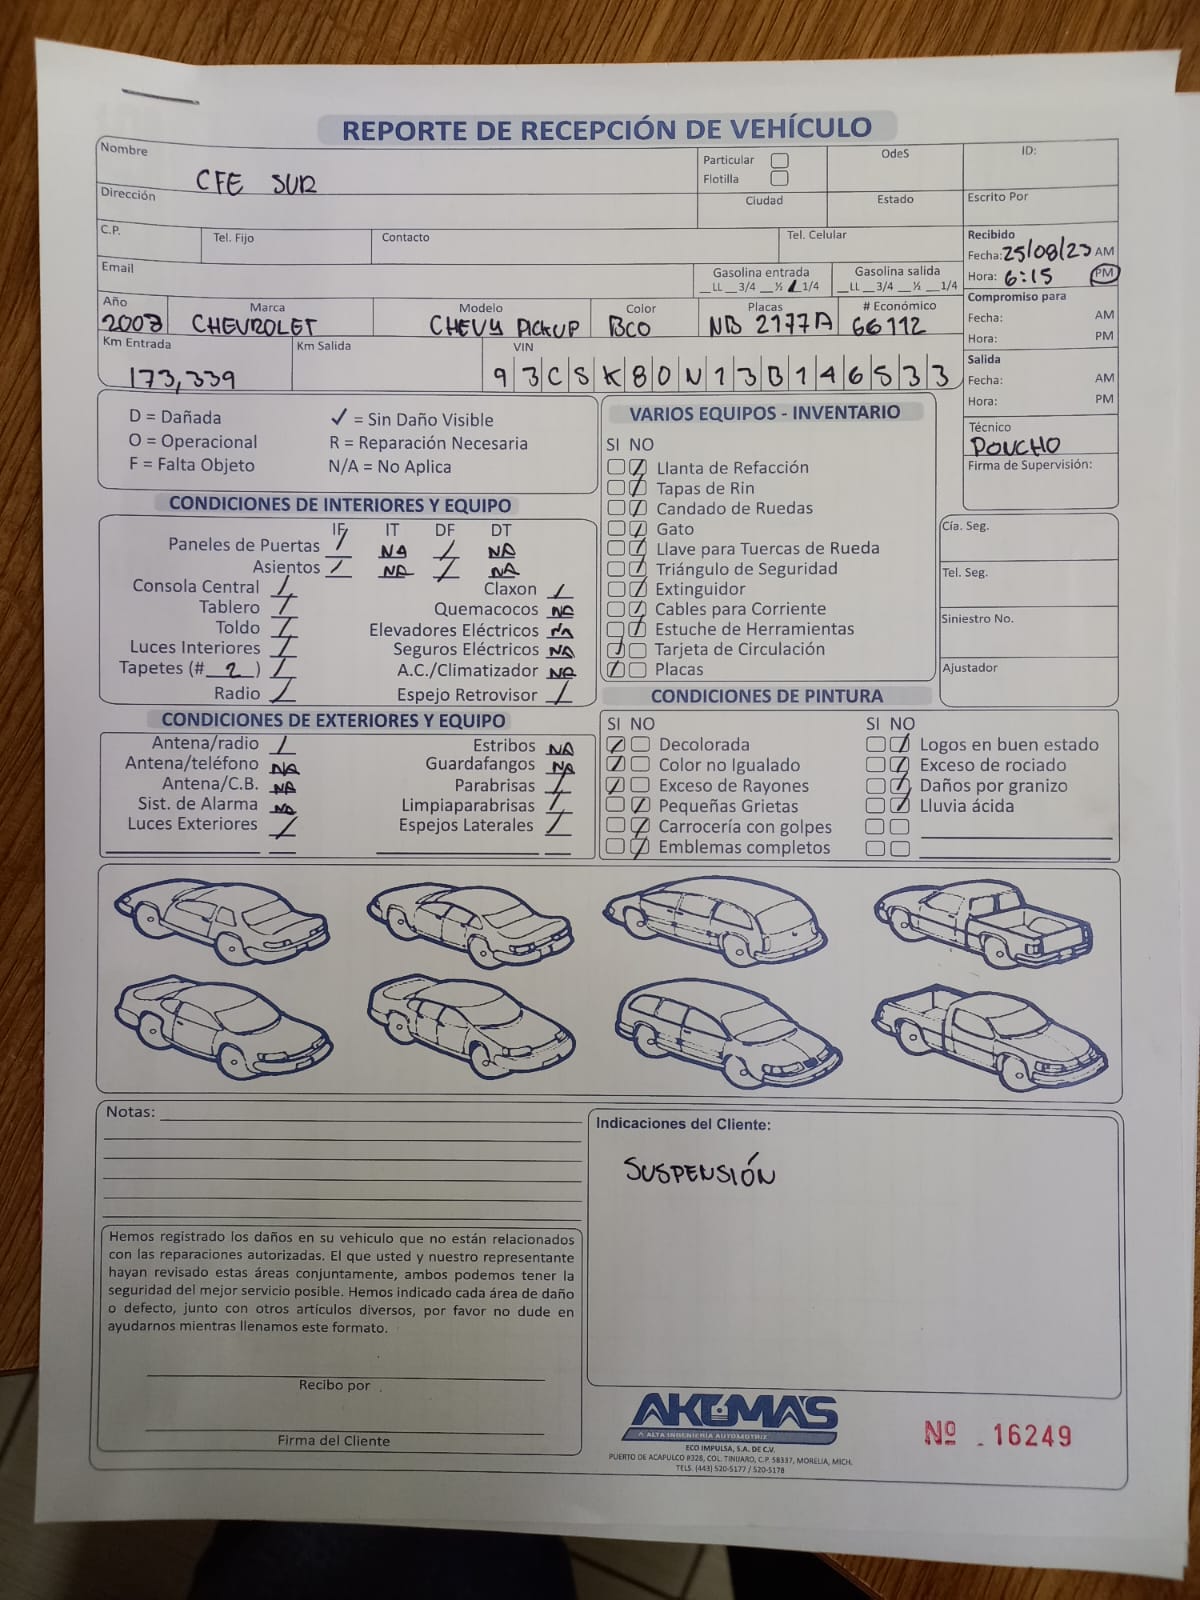 REPORTE DE RECEPCIÓN DE VEHÍCULO
Nombre CFE SUR
Particular
Flotilla
OdeS
ID:
Dirección
Ciudad
Estado
Escrito Por
C.P.
Tel. Fijo
Contacto
Tel. Celular
Recibido
Fecha: 25/08/23 AM
Hora: 6:15 PM
Email
Gasolina entrada
__LL __3/4 __½ __1/4
Gasolina salida
__LL __3/4 __½ __1/4
Compromiso para
Fecha: AM
Hora: PM
Año Marca Modelo Color Placas # Económico
2008 CHEVROLET CHEVY PICKUP BCO NB 2177A 66112
Km Entrada 173,339
Km Salida
VIN
93CSK80N13B146533
Salida
Fecha: AM
Hora: PM
Técnico
PONCHO
Firma de Supervisión:
D = Dañada
O = Operacional
F = Falta Objeto
✓ = Sin Daño Visible
R = Reparación Necesaria
N/A = No Aplica
CONDICIONES DE INTERIORES Y EQUIPO
IF IT DF DT
Paneles de Puertas / NA / NA
Asientos / NA / NA
Consola Central /
Tablero /
Toldo /
Luces Interiores /
Tapetes (# 2 ) /
Radio /
Claxon /
Quemacocos NA
Elevadores Eléctricos NA
Seguros Eléctricos NA
A.C./Climatizador NA
Espejo Retrovisor /
CONDICIONES DE EXTERIORES Y EQUIPO
Antena/radio /
Antena/teléfono NA
Antena/C.B. NA
Sist. de Alarma NA
Luces Exteriores /
Estribos NA
Guardafangos NA
Parabrisas /
Limpiaparabrisas /
Espejos Laterales /
VARIOS EQUIPOS - INVENTARIO
SI NO
Llanta de Refacción
Tapas de Rin
Candado de Ruedas
Gato
Llave para Tuercas de Rueda
Triángulo de Seguridad
Extinguidor
Cables para Corriente
Estuche de Herramientas
Tarjeta de Circulación
Placas
Cía. Seg.
Tel. Seg.
Siniestro No.
Ajustador
CONDICIONES DE PINTURA
SI NO
Decolorada
Color no Igualado
Exceso de Rayones
Pequeñas Grietas
Carrocería con golpes
Emblemas completos
SI NO
Logos en buen estado
Exceso de rociado
Daños por granizo
Lluvia ácida
Notas:
Hemos registrado los daños en su vehiculo que no están relacionados
con las reparaciones autorizadas. El que usted y nuestro representante
hayan revisado estas áreas conjuntamente, ambos podemos tener la
seguridad del mejor servicio posible. Hemos indicado cada área de daño
o defecto, junto con otros artículos diversos, por favor no dude en
ayudarnos mientras llenamos este formato.
Recibo por
Firma del Cliente
Indicaciones del Cliente:
SUSPENSIÓN
AKUMA'S
ALTA INGENIERÍA AUTOMOTRIZ
ECO IMPULSA, S.A. DE C.V.
PUERTO DE ACAPULCO #328, COL. TINIJARO, C.P. 58337, MORELIA, MICH.
TELS. (443) 520-5177 / 520-5178
Nº . 16249